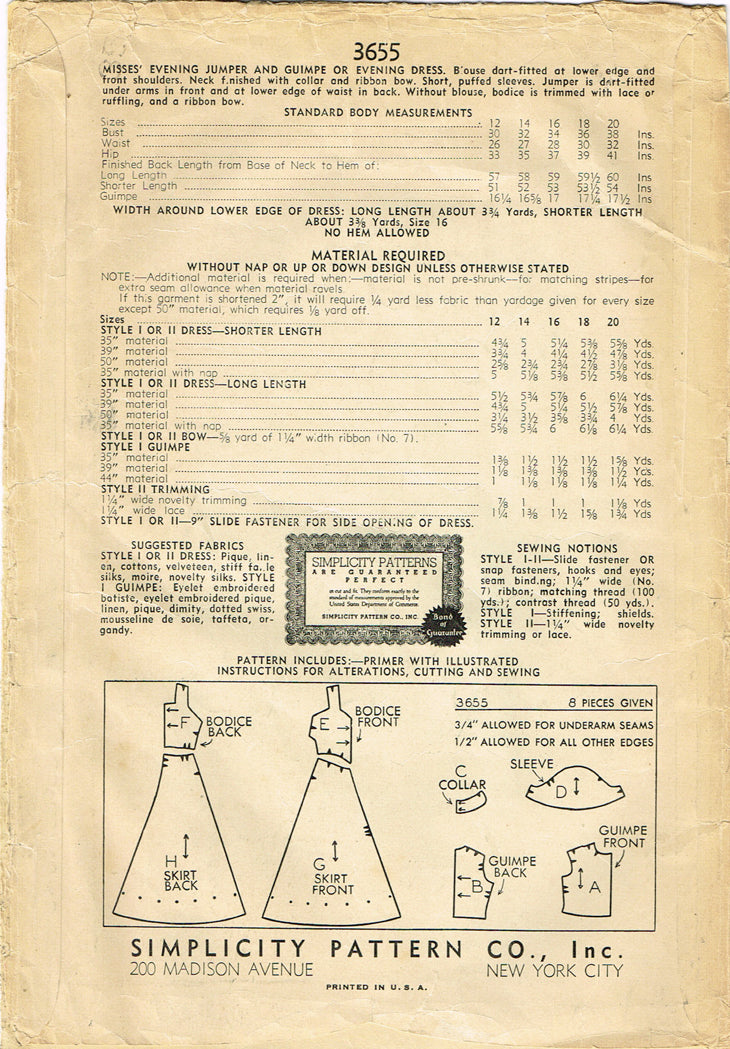 3655
MISSES' EVENING JUMPER AND GUIMPE OR EVENING DRESS. Blouse dart-fitted at lower edge and
front shoulders. Neck finished with collar and ribbon bow. Short, puffed sleeves. Jumper is dart-fitted
under arms in front and at lower edge of waist in back. Without blouse, bodice is trimmed with lace or
ruffling, and a ribbon bow.
STANDARD BODY MEASUREMENTS
Sizes 12 14 16 18 20
Bust 30 32 34 36 38 Ins.
Waist 26 27 28 30 32 Ins.
Hip 33 35 37 39 41 Ins.
Finished Back Length from Base of Neck to Hem of:
Long Length 57 58 59 59½ 60 Ins
Shorter Length 51 52 53 53½ 54 Ins
Guimpe 16¼ 16⅝ 17 17¼ 17½ Ins
WIDTH AROUND LOWER EDGE OF DRESS: LONG LENGTH ABOUT 3¾ Yards, SHORTER LENGTH
ABOUT 3⅜ Yards, Size 16
NO HEM ALLOWED
MATERIAL REQUIRED
WITHOUT NAP OR UP OR DOWN DESIGN UNLESS OTHERWISE STATED
NOTE:—Additional material is required when:—material is not pre-shrunk—for matching stripes—for
extra seam allowance when material ravels.
If this garment is shortened 2", it will require ¼ yard less fabric than yardage given for every size
except 50" material, which requires ⅛ yard off.
Sizes 12 14 16 18 20
STYLE I OR II DRESS—SHORTER LENGTH
35" material 4¾ 5 5¼ 5⅜ 5⅝ Yds.
39" material 3¾ 4 4¼ 4½ 4⅞ Yds.
50" material 2⅝ 2¾ 2¾ 2⅞ 3⅛ Yds.
35" material with nap 5 5⅛ 5⅜ 5½ 5⅝ Yds.
STYLE I OR II DRESS—LONG LENGTH
35" material 5½ 5¾ 5⅞ 6 6¼ Yds.
39" material 4¾ 5 5¼ 5½ 5⅞ Yds.
50" material 3¼ 3½ 3⅝ 3¾ 4 Yds.
35" material with nap 5⅝ 5¾ 6 6⅛ 6¼ Yds.
STYLE I OR II BOW—⅝ yard of 1¼" width ribbon (No. 7).
STYLE I GUIMPE
35" material 1⅜ 1½ 1½ 1½ 1⅝ Yds.
39" material 1⅛ 1⅜ 1⅜ 1⅜ 1½ Yds.
44" material 1 1⅛ 1⅛ 1⅛ 1¼ Yds.
STYLE II TRIMMING
1¼" wide novelty trimming ⅞ 1 1 1 1⅛ Yds
1¼" wide lace 1¼ 1⅜ 1½ 1⅝ 1¾ Yds
STYLE I OR II—9" SLIDE FASTENER FOR SIDE OPENING OF DRESS.
SUGGESTED FABRICS
STYLE I OR II DRESS: Pique, lin-
en, cottons, velveteen, stiff faille
silks, moire, novelty silks. STYLE
I GUIMPE: Eyelet embroidered
batiste, eyelet embroidered pique,
linen, pique, dimity, dotted swiss,
mousseline de soie, taffeta, or-
gandy.
SIMPLICITY PATTERNS
ARE GUARANTEED
PERFECT
as cut and fit. They conform exactly to the
standard of measurements approved by the
United States Department of Commerce.
SIMPLICITY PATTERN CO., INC.
Bond
of
Guarantee
SEWING NOTIONS
STYLE I-II—Slide fastener OR
snap fasteners, hooks and eyes;
seam binding; 1¼" wide (No.
7) ribbon; matching thread (100
yds.); contrast thread (50 yds.).
STYLE I—Stiffening; shields.
STYLE II—1¼" wide novelty
trimming or lace.
PATTERN INCLUDES:—PRIMER WITH ILLUSTRATED
INSTRUCTIONS FOR ALTERATIONS, CUTTING AND SEWING
F
BODICE
BACK
E
BODICE
FRONT
H
SKIRT
BACK
G
SKIRT
FRONT
3655 8 PIECES GIVEN
3/4" ALLOWED FOR UNDERARM SEAMS
1/2" ALLOWED FOR ALL OTHER EDGES
C
COLLAR
SLEEVE
D
GUIMPE
BACK
B
GUIMPE
FRONT
A
SIMPLICITY PATTERN CO., Inc.
200 MADISON AVENUE NEW YORK CITY
PRINTED IN U. S. A.